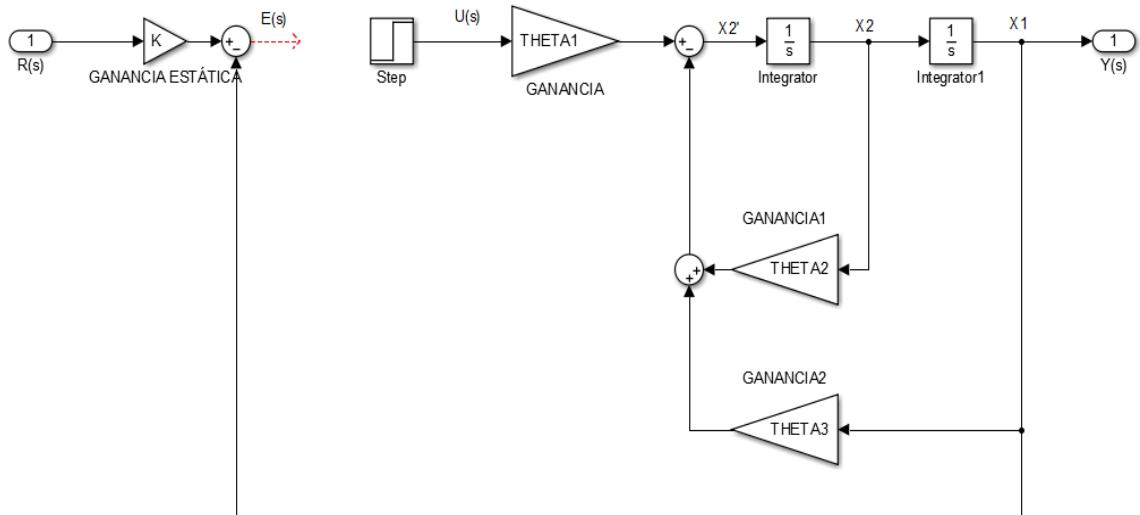 1
R(s)
K
GANANCIA ESTÁTICA
+
−
E(s)
Step
U(s)
THETA1
GANANCIA
+
−
X2'
1
s
Integrator
X2
1
s
Integrator1
X1
1
Y(s)
GANANCIA1
THETA2
+
+
GANANCIA2
THETA3